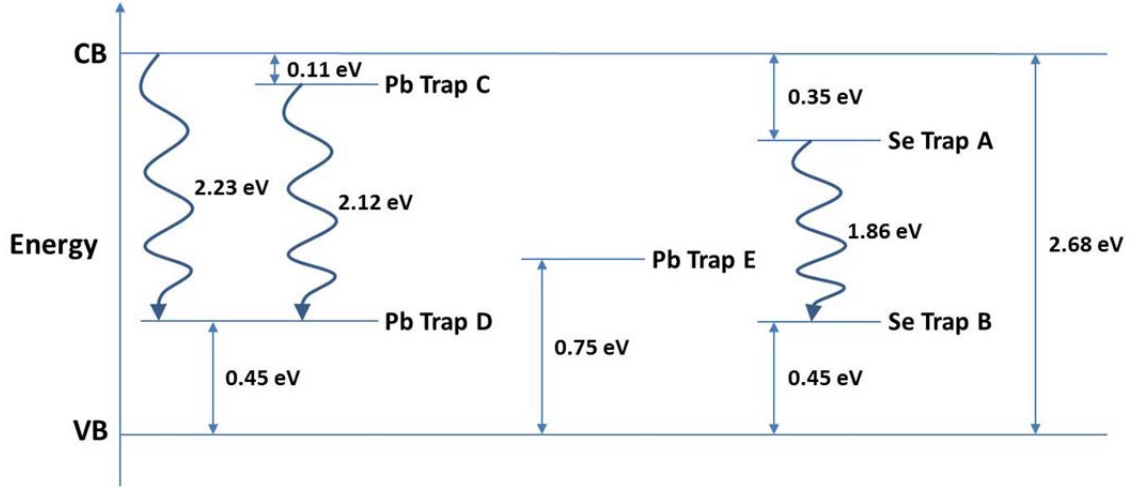 CB
0.11 eV
Pb Trap C
0.35 eV
Se Trap A
2.23 eV
2.12 eV
1.86 eV
Energy
2.68 eV
Pb Trap E
Pb Trap D
Se Trap B
0.75 eV
0.45 eV
0.45 eV
VB